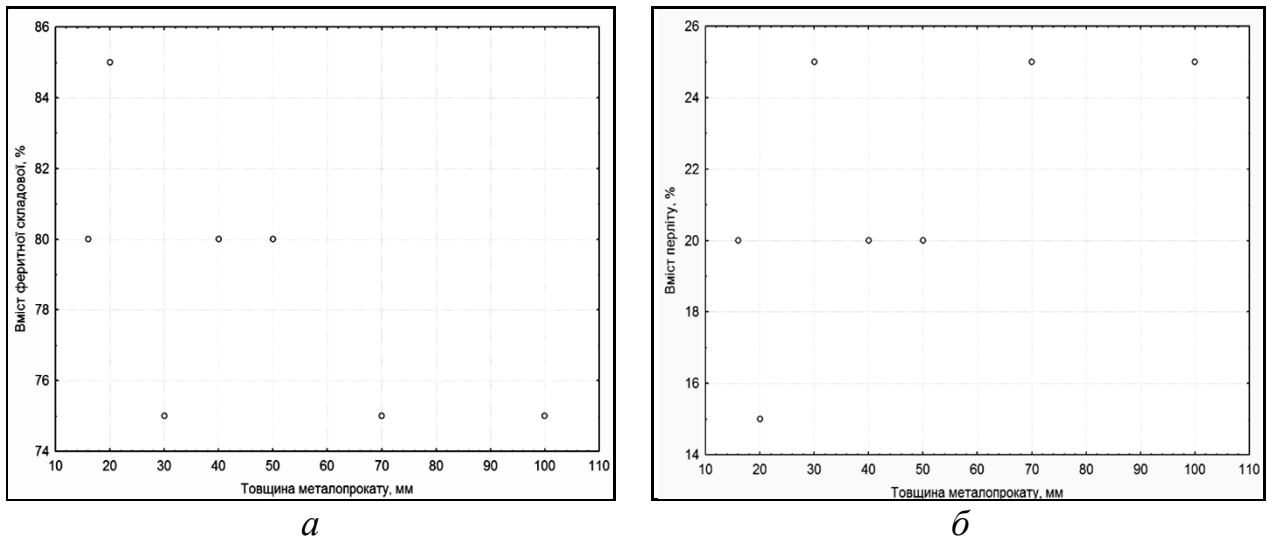 86
84
82
80
78
76
74
Вміст феритної складової, %
10 20 30 40 50 60 70 80 90 100 110
Товщина металопрокату, мм
а
26
24
22
20
18
16
14
Вміст перліту, %
10 20 30 40 50 60 70 80 90 100 110
Товщина металопрокату, мм
б